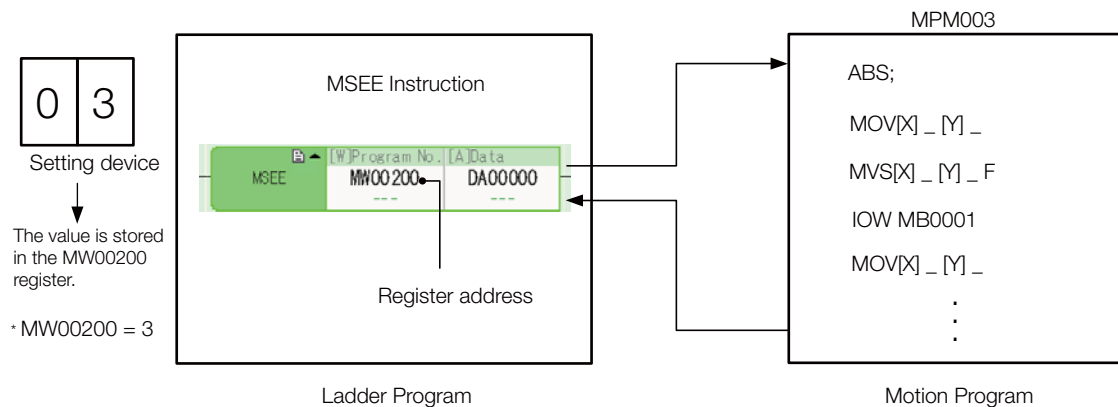 MPM003
0 3
Setting device
The value is stored
in the MW00200
register.
* MW00200 = 3
MSEE Instruction
[W]Program No. [A]Data
MSEE MW00200 DA00000
--- ---
Register address
Ladder Program
ABS;
MOV[X] _ [Y] _
MVS[X] _ [Y] _ F
IOW MB0001
MOV[X] _ [Y] _
.
.
.
Motion Program